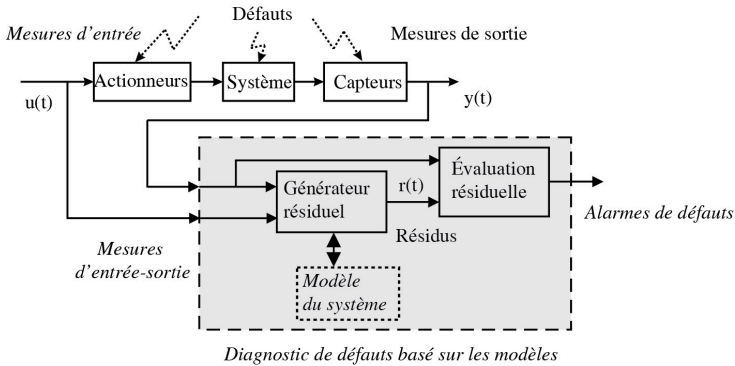 Défauts
Mesures d'entrée
Mesures de sortie
Actionneurs
Système
Capteurs
u(t)
y(t)
Générateur
résiduel
r(t)
Évaluation
résiduelle
Résidus
Alarmes de défauts
Mesures
d'entrée-sortie
Modèle
du système
Diagnostic de défauts basé sur les modèles